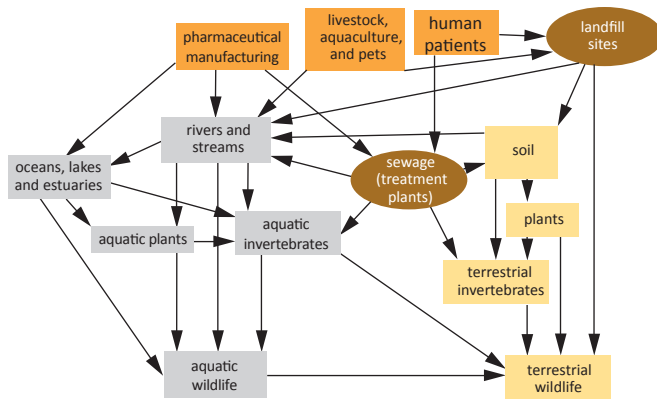 pharmaceutical
manufacturing
livestock,
aquaculture,
and pets
human
patients
landfill
sites
rivers and
streams
oceans, lakes
and estuaries
sewage
(treatment
plants)
soil
plants
aquatic plants
aquatic
invertebrates
terrestrial
invertebrates
aquatic
wildlife
terrestrial
wildlife